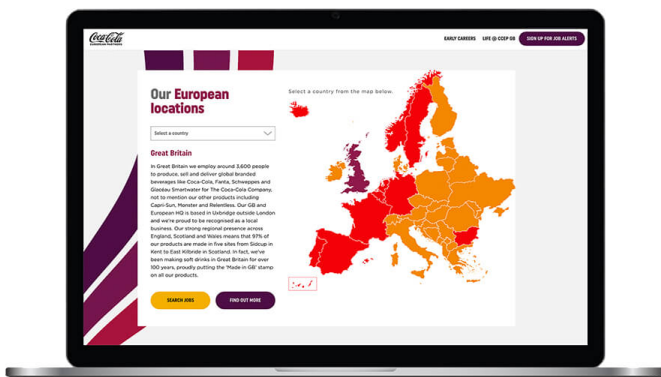 Coca-Cola
EUROPEAN PARTNERS
EARLY CAREERS LIFE @ CCEP GB SIGN UP FOR JOB ALERTS
Our European
locations
Select a country from the map below.
Select a country
Great Britain
In Great Britain we employ around 3,600 people
to produce, sell and deliver global branded
beverages like Coca-Cola, Fanta, Schweppes and
Glacéau Smartwater for The Coca-Cola Company,
not to mention our other products including
Capri-Sun, Monster and Relentless. Our GB and
European HQ is based in Uxbridge outside London
and we're proud to be recognised as a local
business. Our strong regional presence across
England, Scotland and Wales means that 97% of
our products are made in five sites from Sidcup in
Kent to East Kilbride in Scotland. In fact, we've
been making soft drinks in Great Britain for over
100 years, proudly putting the 'Made in GB' stamp
on all our products.
SEARCH JOBS FIND OUT MORE